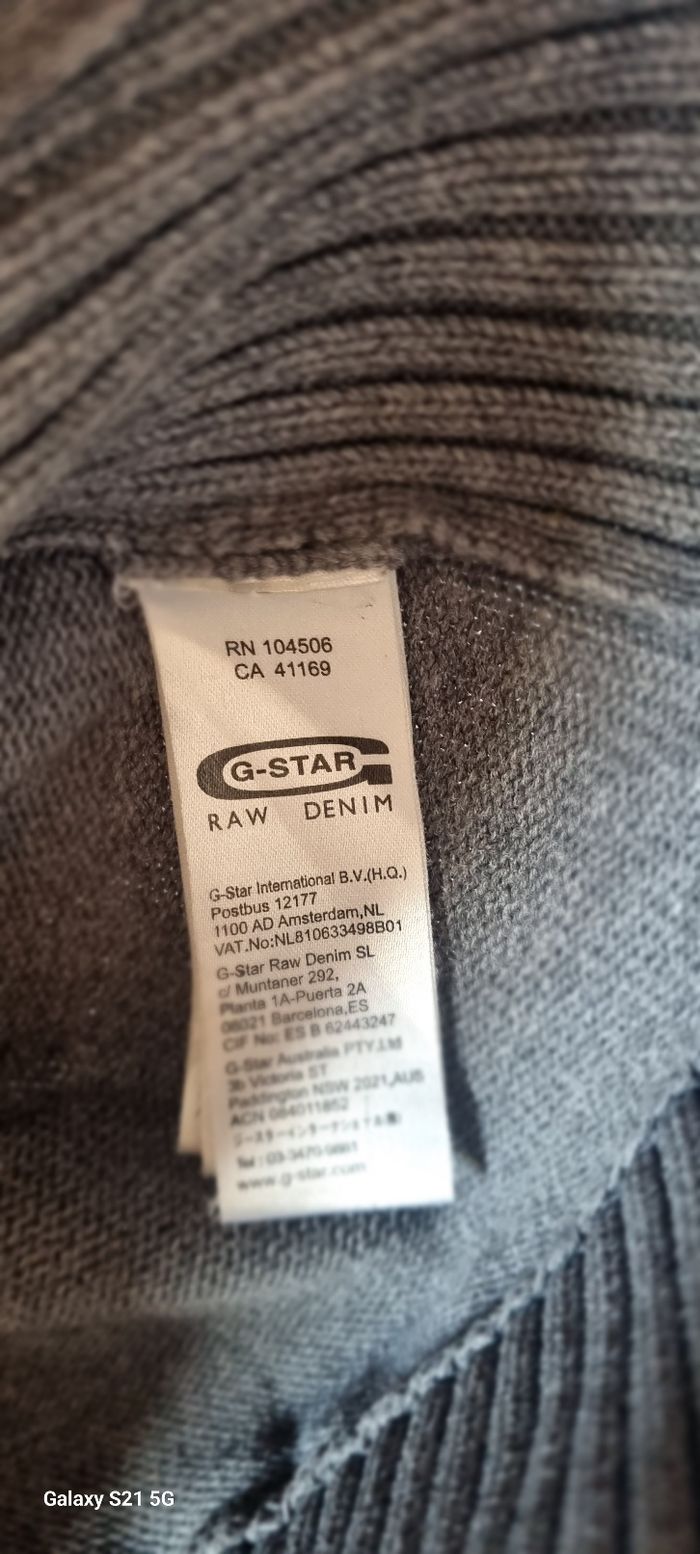 RN 104506
CA 41169
G-STAR
RAW DENIM
G-Star International B.V.(H.Q.)
Postbus 12177
1100 AD Amsterdam,NL
VAT.No:NL810633498B01
G-Star Raw Denim SL
c/ Muntaner 292,
Planta 1A-Puerta 2A
08021 Barcelona,ES
CIF No: ES B 62443247
G-Star Australia PTY.Ltd
3b Victoria ST
Paddington NSW 2021,AUS
ACN 084011852
www.g-star.com
Galaxy S21 5G